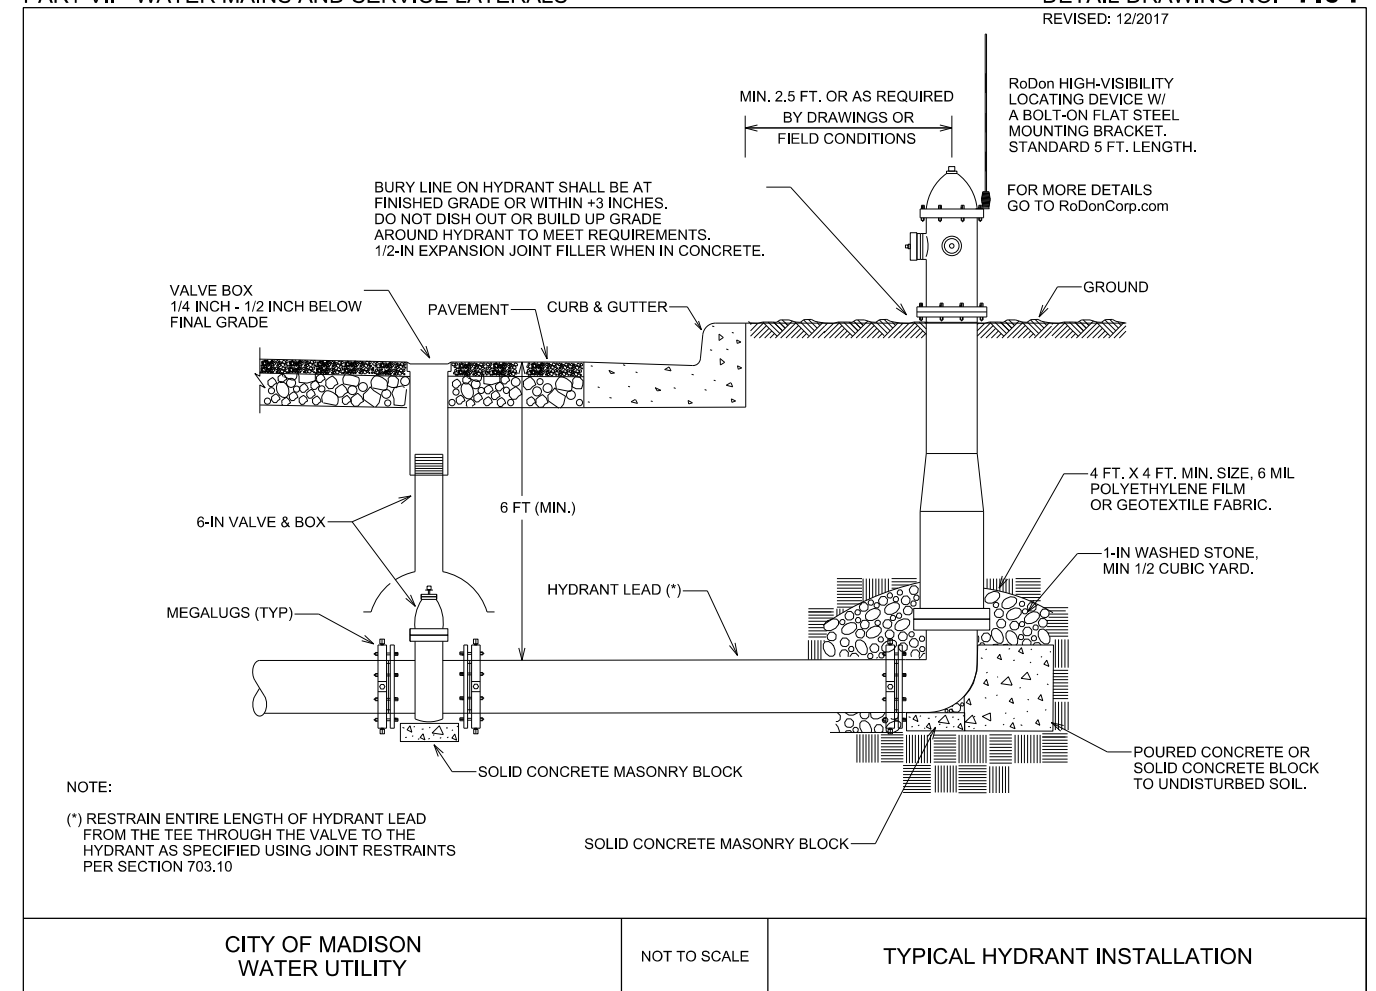 REVISED: 12/2017
MIN. 2.5 FT. OR AS REQUIRED
BY DRAWINGS OR
FIELD CONDITIONS
RoDon HIGH-VISIBILITY
LOCATING DEVICE W/
A BOLT-ON FLAT STEEL
MOUNTING BRACKET.
STANDARD 5 FT. LENGTH.
FOR MORE DETAILS
GO TO RoDonCorp.com
BURY LINE ON HYDRANT SHALL BE AT
FINISHED GRADE OR WITHIN +3 INCHES.
DO NOT DISH OUT OR BUILD UP GRADE
AROUND HYDRANT TO MEET REQUIREMENTS.
1/2-IN EXPANSION JOINT FILLER WHEN IN CONCRETE.
VALVE BOX
1/4 INCH - 1/2 INCH BELOW
FINAL GRADE
PAVEMENT
CURB & GUTTER
GROUND
4 FT. X 4 FT. MIN. SIZE, 6 MIL
POLYETHYLENE FILM
OR GEOTEXTILE FABRIC.
6 FT (MIN.)
6-IN VALVE & BOX
1-IN WASHED STONE,
MIN 1/2 CUBIC YARD.
HYDRANT LEAD (*)
MEGALUGS (TYP)
SOLID CONCRETE MASONRY BLOCK
POURED CONCRETE OR
SOLID CONCRETE BLOCK
TO UNDISTURBED SOIL.
NOTE:
(*) RESTRAIN ENTIRE LENGTH OF HYDRANT LEAD
FROM THE TEE THROUGH THE VALVE TO THE
HYDRANT AS SPECIFIED USING JOINT RESTRAINTS
PER SECTION 703.10
SOLID CONCRETE MASONRY BLOCK
CITY OF MADISON
WATER UTILITY
NOT TO SCALE
TYPICAL HYDRANT INSTALLATION